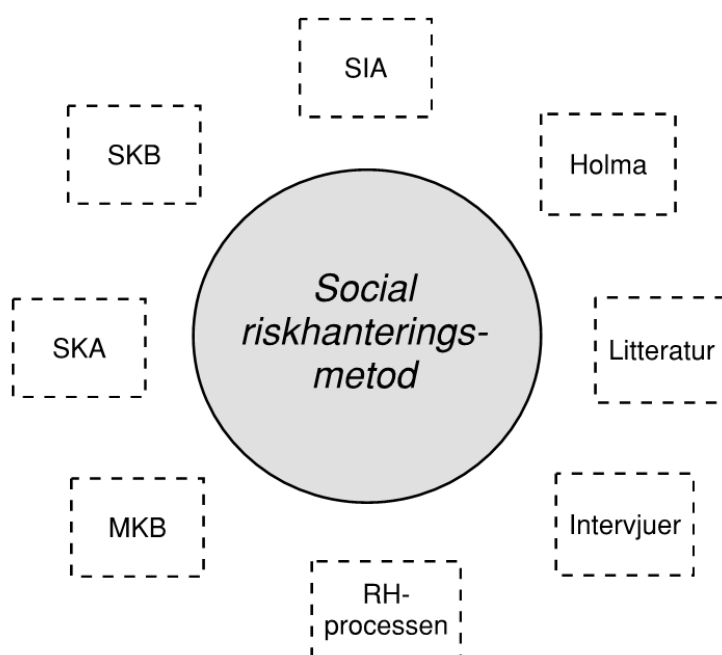 SIA
SKB
Holma
Social
riskhanterings-
metod
SKA
Litteratur
MKB
Intervjuer
RH-
processen